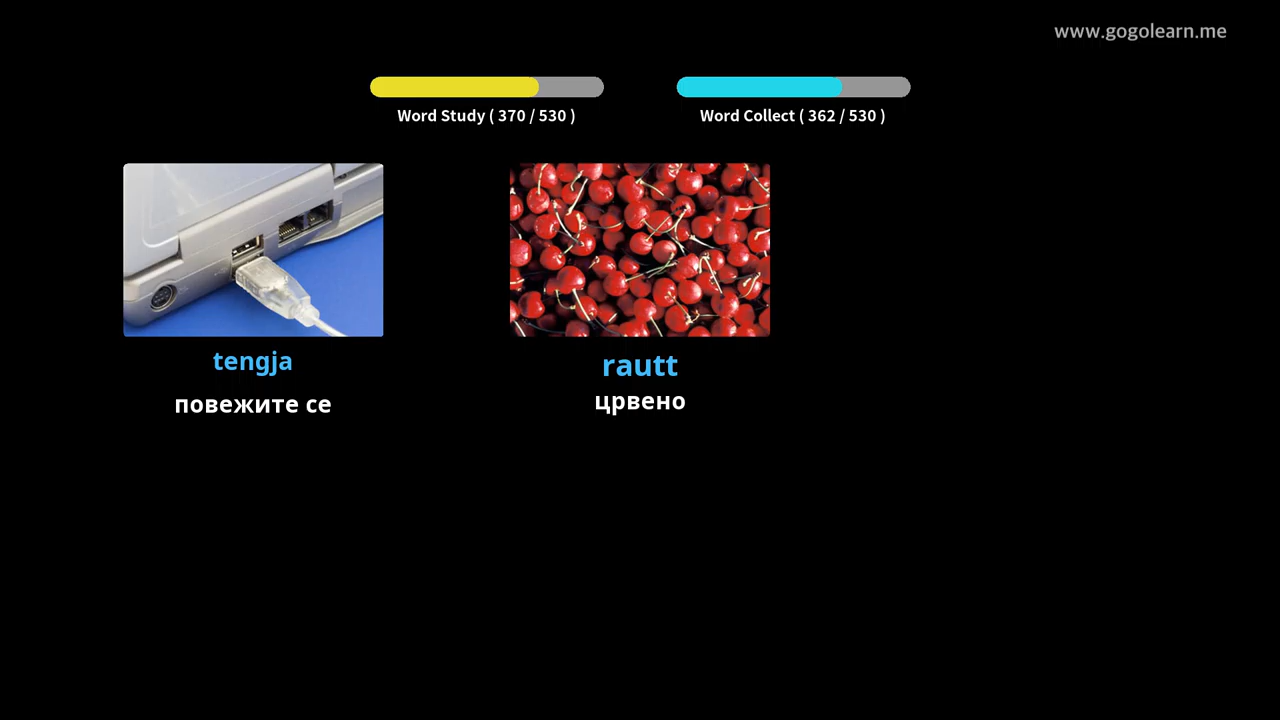 www.gogolearn.me
Word Study ( 370 / 530 )
Word Collect ( 362 / 530 )
tengja
повежите се
rautt
црвено